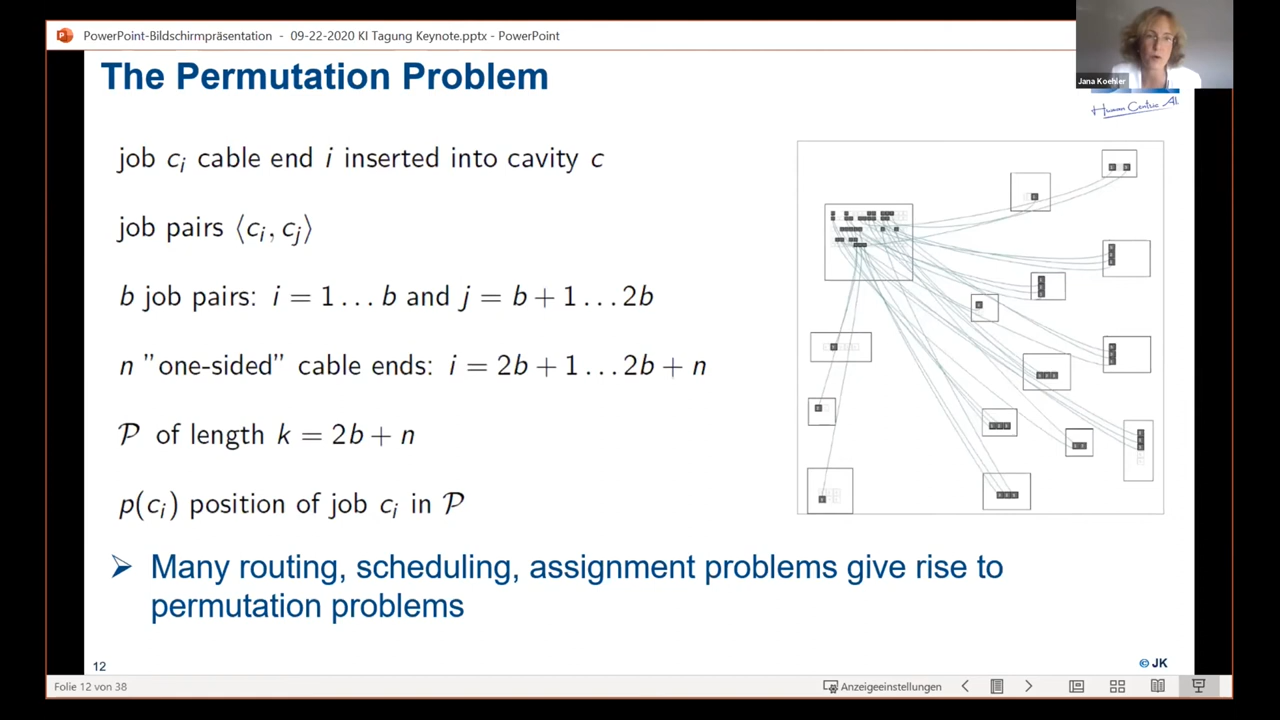 PowerPoint-Bildschirmpräsentation - 09-22-2020 KI Tagung Keynote.pptx - PowerPoint
Jana Koehler
The Permutation Problem
Human Centric AI
job cᵢ cable end i inserted into cavity c
job pairs ⟨cᵢ, cⱼ⟩
b job pairs: i = 1 … b and j = b + 1 … 2b
n "one-sided" cable ends: i = 2b + 1 … 2b + n
𝒫 of length k = 2b + n
p(cᵢ) position of job cᵢ in 𝒫
➢ Many routing, scheduling, assignment problems give rise to
permutation problems
12
© JK
Folie 12 von 38
Anzeigeeinstellungen